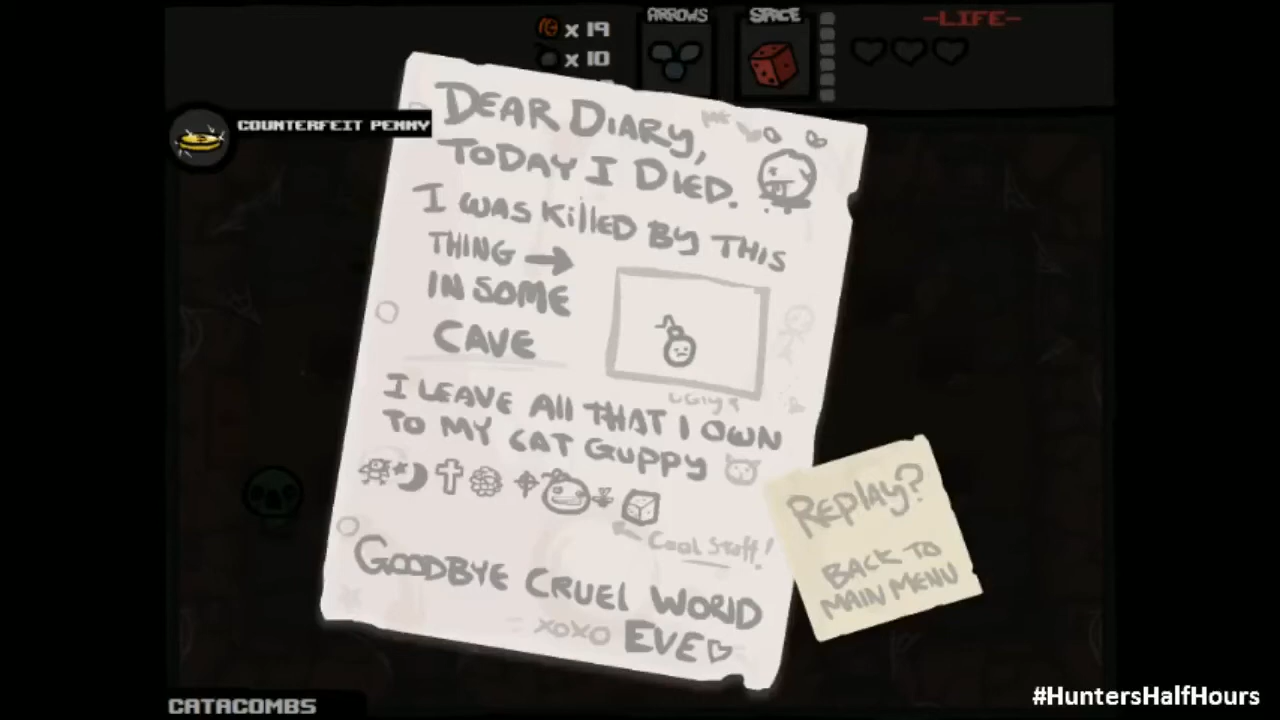 x 19
x 10
ARROWS
SPACE
-LIFE-
COUNTERFEIT PENNY
DEAR DIARY,
TODAY I DIED.
I WAS KillED BY THIS
THING →
IN SOME
CAVE
UGLY
I LEAVE All THAT I OWN
TO MY CAT GUPPY
Cool Stuff!
GOODBYE CRUEl WORlD
XOXO EVE
REPlAY?
BACK TO
MAIN MENU
CATACOMBS
#HuntersHalfHours